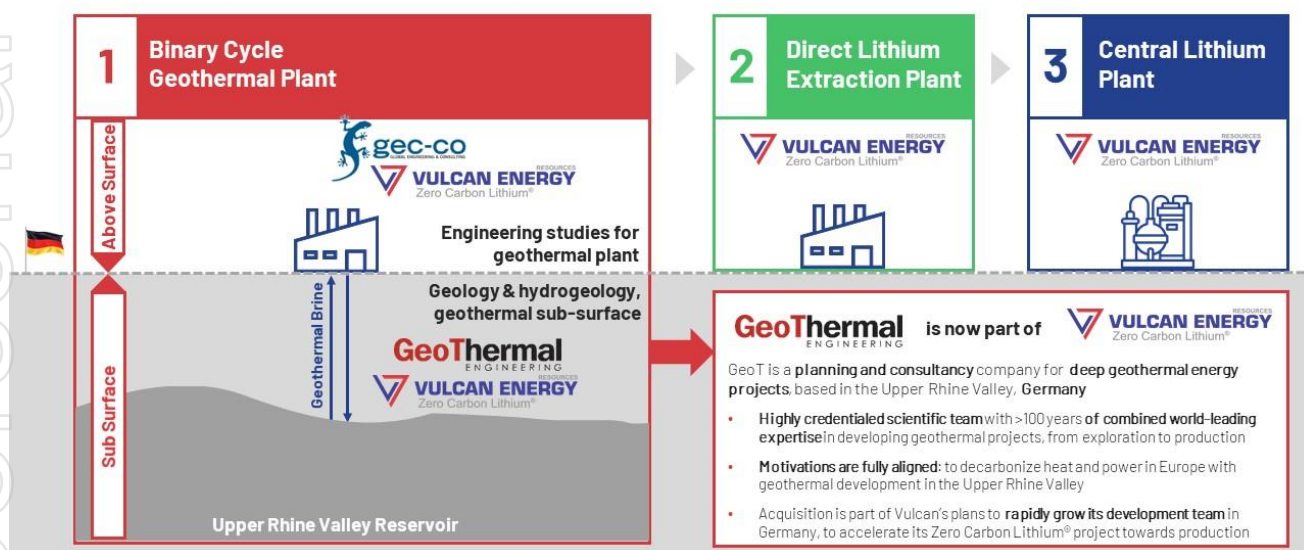 1
Binary Cycle
Geothermal Plant
2
Direct Lithium
Extraction Plant
3
Central Lithium
Plant
Above Surface
gec-co
GLOBAL ENGINEERING & CONSULTING
VULCAN ENERGY
RESOURCES
Zero Carbon Lithium®
Engineering studies for
geothermal plant
VULCAN ENERGY
RESOURCES
Zero Carbon Lithium®
VULCAN ENERGY
RESOURCES
Zero Carbon Lithium®
Sub Surface
Geothermal Brine
Geology & hydrogeology,
geothermal sub-surface
GeoThermal
ENGINEERING
VULCAN ENERGY
RESOURCES
Zero Carbon Lithium®
Upper Rhine Valley Reservoir
GeoThermal
ENGINEERING
is now part of
VULCAN ENERGY
RESOURCES
Zero Carbon Lithium®
GeoT is a planning and consultancy company for deep geothermal energy
projects, based in the Upper Rhine Valley, Germany
• Highly credentialed scientific team with >100 years of combined world-leading
expertise in developing geothermal projects, from exploration to production
• Motivations are fully aligned: to decarbonize heat and power in Europe with
geothermal development in the Upper Rhine Valley
• Acquisition is part of Vulcan's plans to rapidly grow its development team in
Germany, to accelerate its Zero Carbon Lithium® project towards production